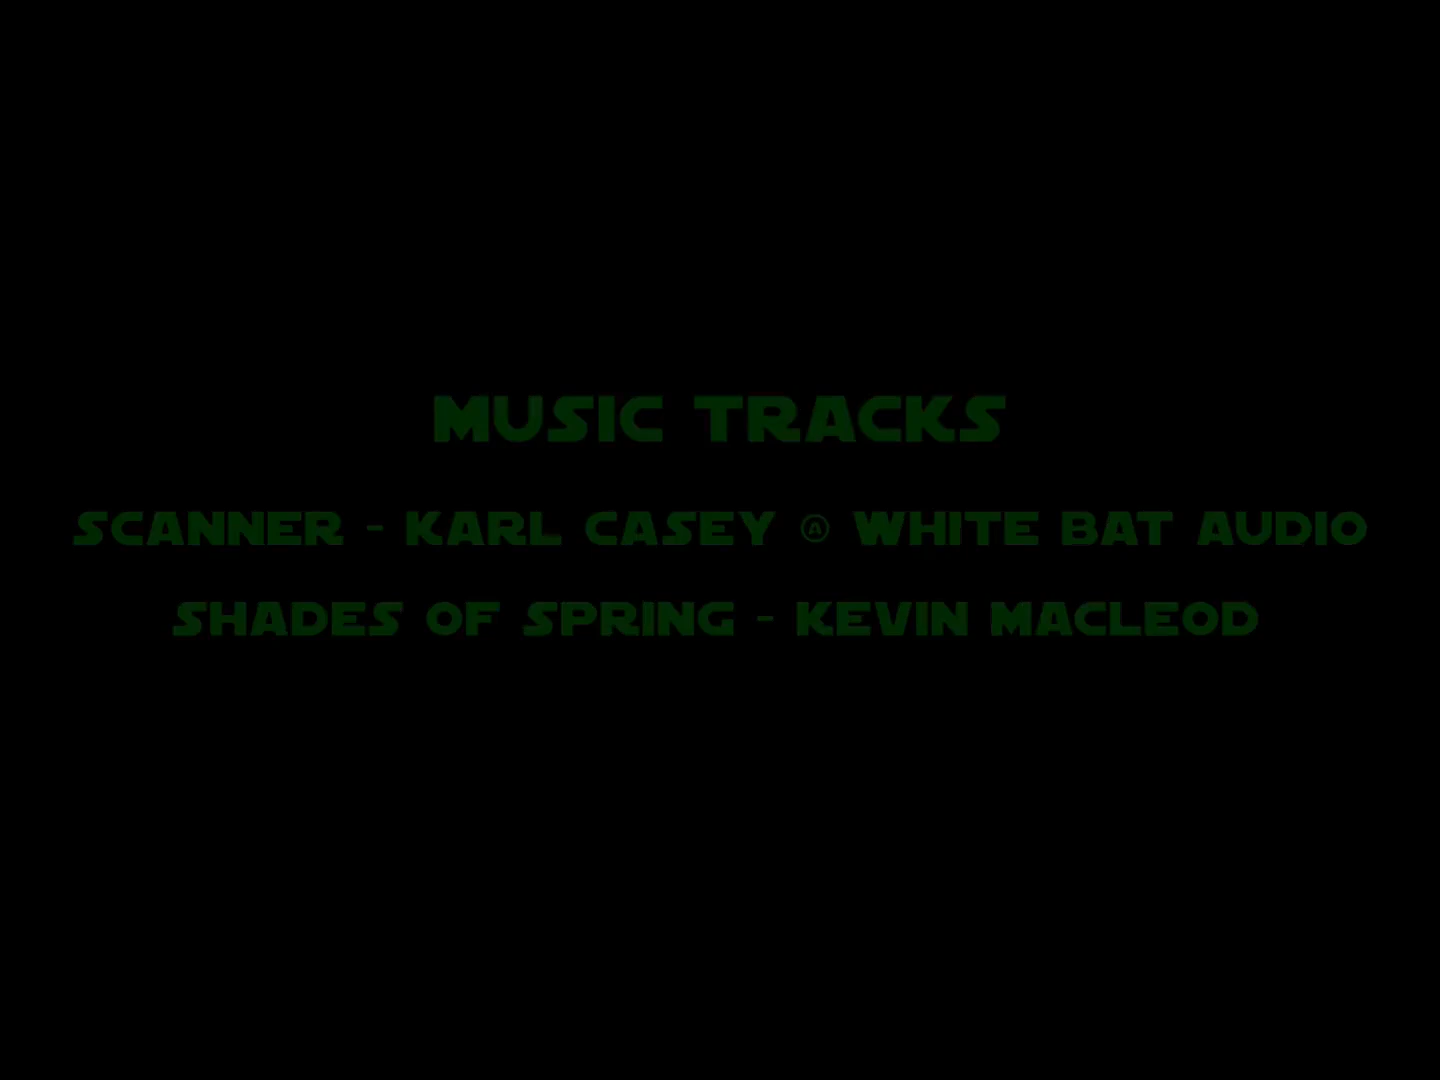 MUSIC TRACKS
SCANNER - KARL CASEY @ WHITE BAT AUDIO
SHADES OF SPRING - KEVIN MACLEOD